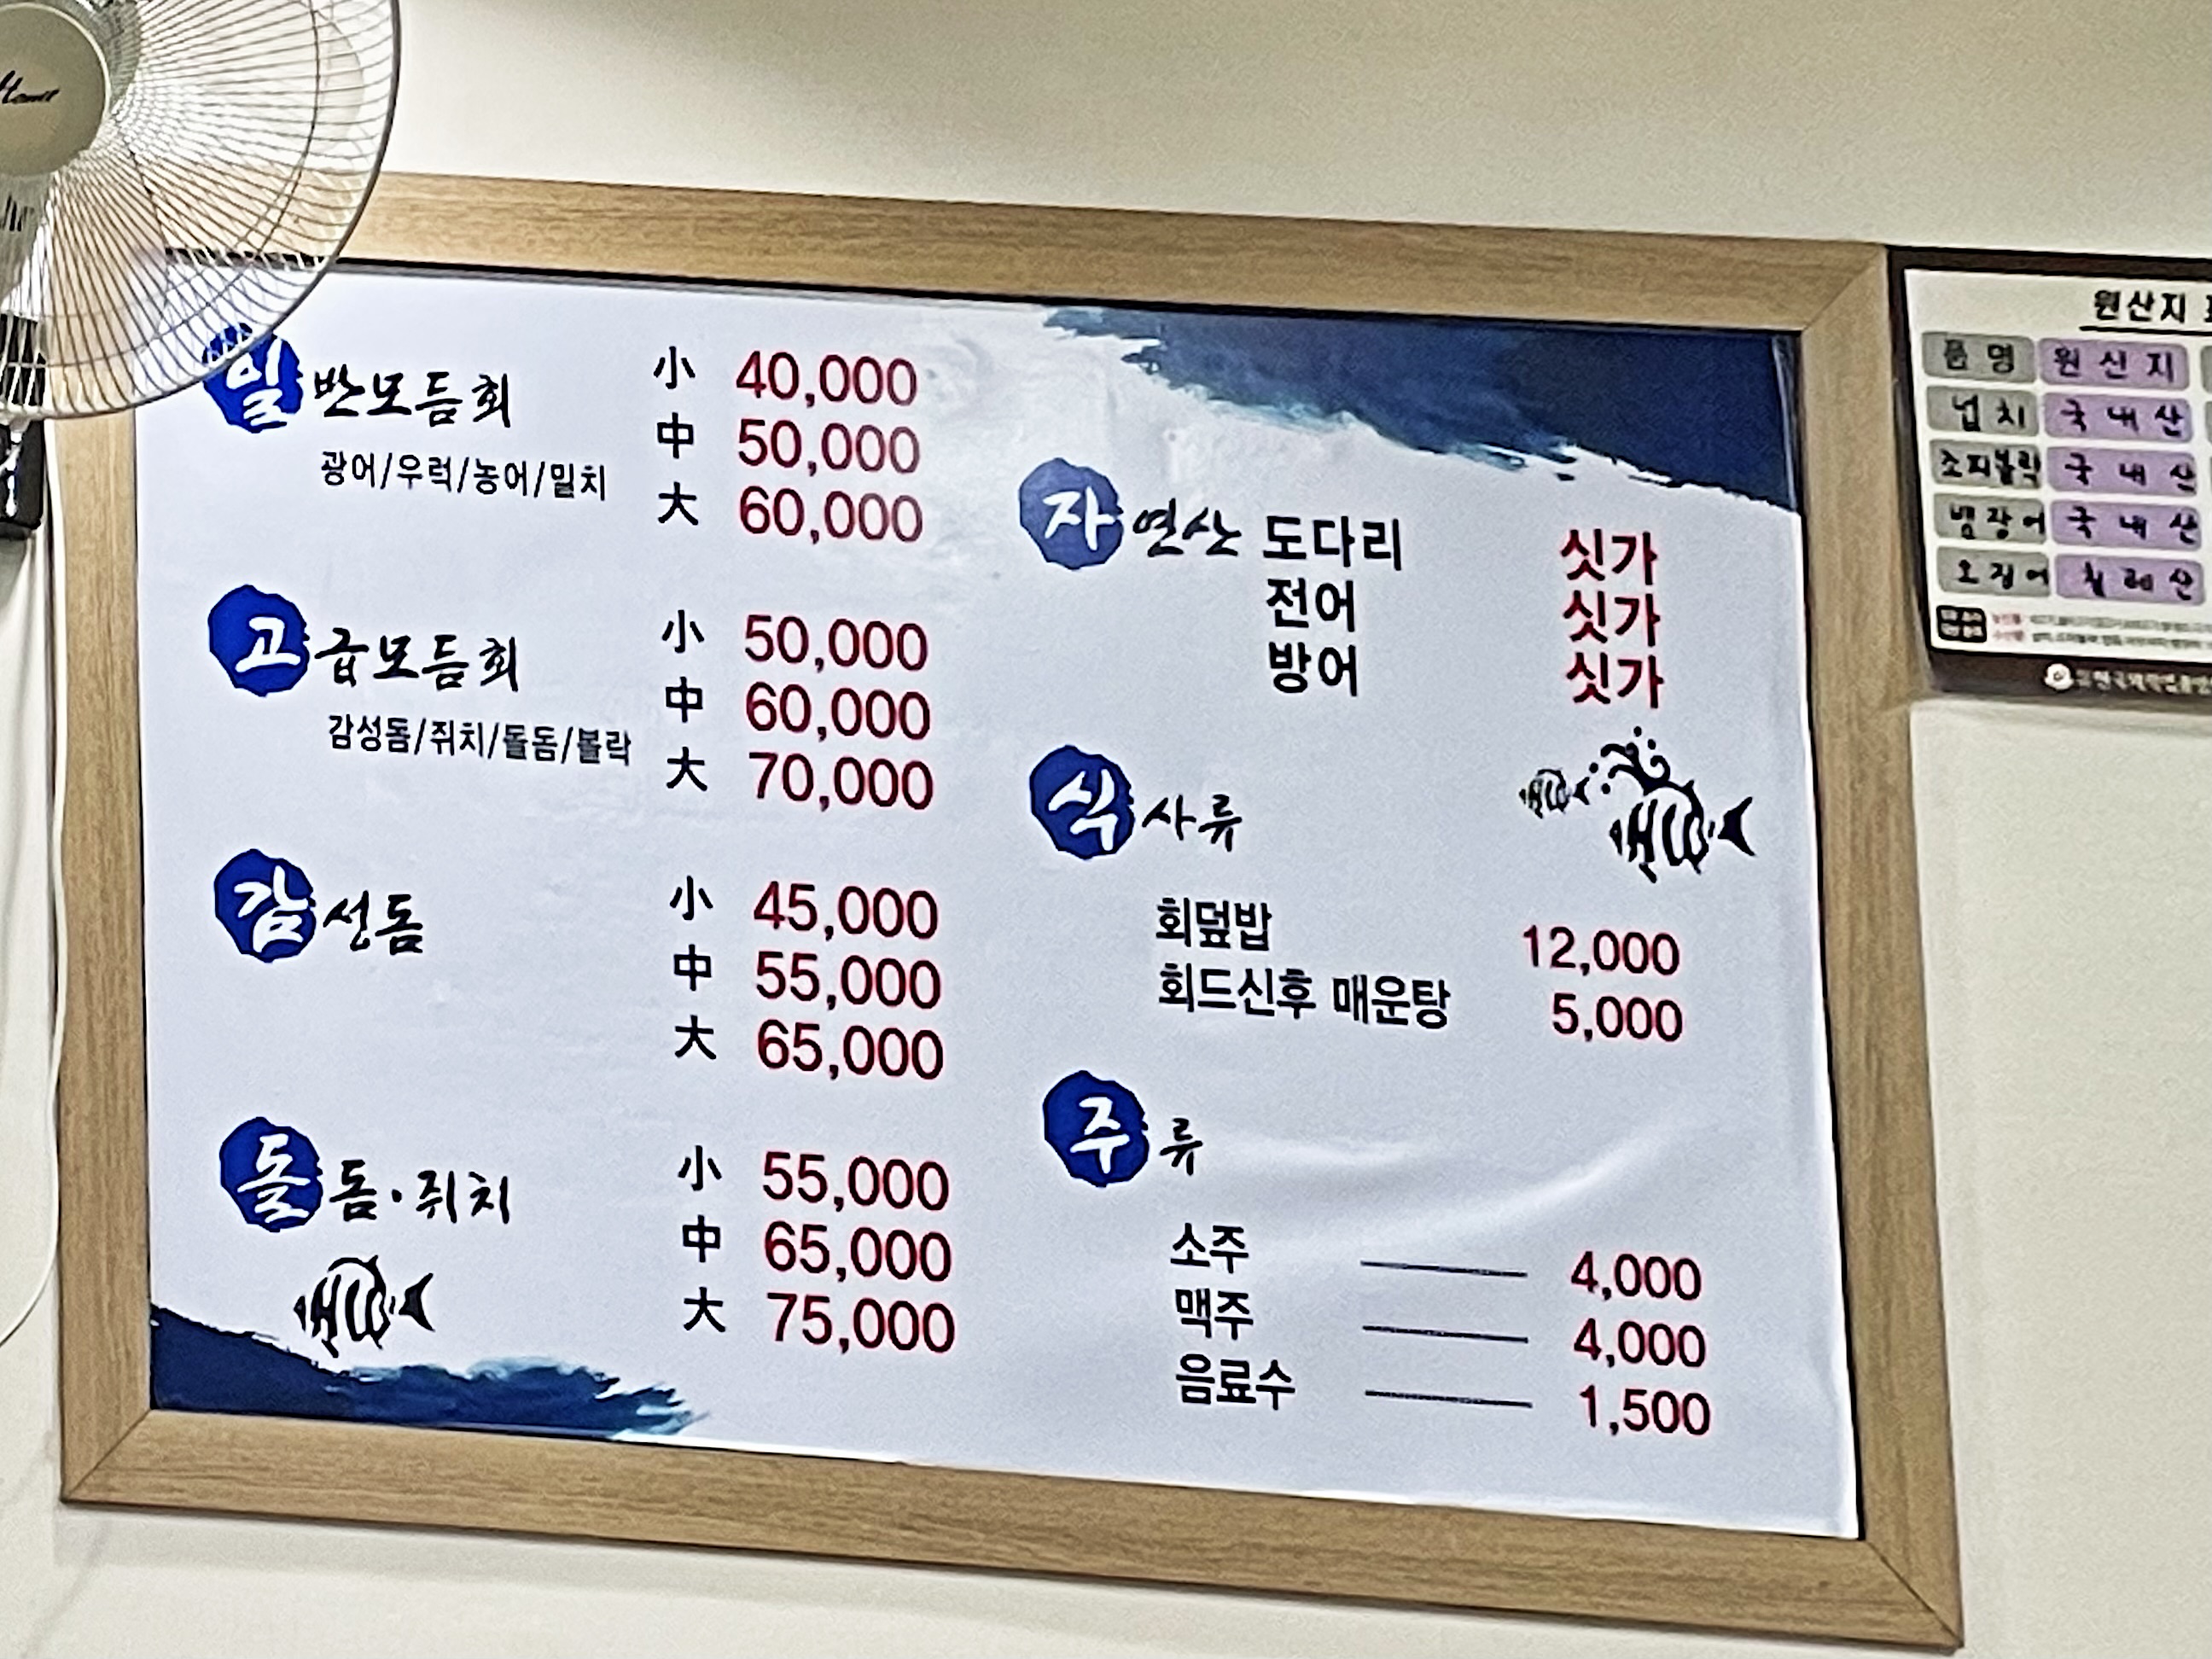 Hanil
일반모듬회
小 40,000
中 50,000
大 60,000
광어/우럭/농어/밀치
고급모듬회
小 50,000
中 60,000
大 70,000
감성돔/쥐치/돌돔/볼락
감성돔
小 45,000
中 55,000
大 65,000
돌돔·쥐치
小 55,000
中 65,000
大 75,000
자연산 도다리 싯가
전어 싯가
방어 싯가
식사류
회덮밥 12,000
회드신후 매운탕 5,000
주류
소주 4,000
맥주 4,000
음료수 1,500
원산지
품명 원산지
넙치 국내산
조피볼락 국내산
뱀장어 국내산
오징어 칠레산